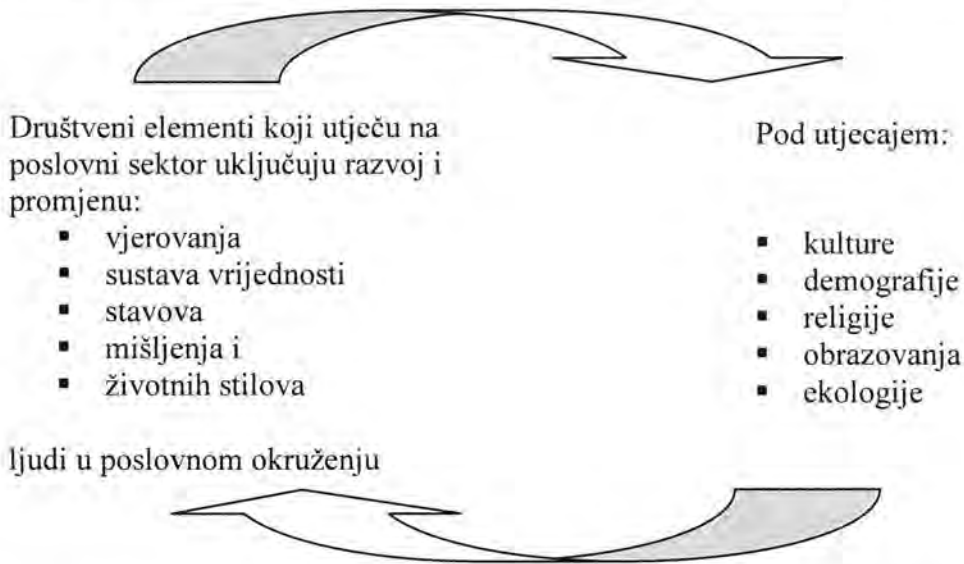 Društveni elementi koji utječu na
poslovni sektor uključuju razvoj i
promjenu:
▪ vjerovanja
▪ sustava vrijednosti
▪ stavova
▪ mišljenja i
▪ životnih stilova
ljudi u poslovnom okruženju
Pod utjecajem:
▪ kulture
▪ demografije
▪ religije
▪ obrazovanja
▪ ekologije